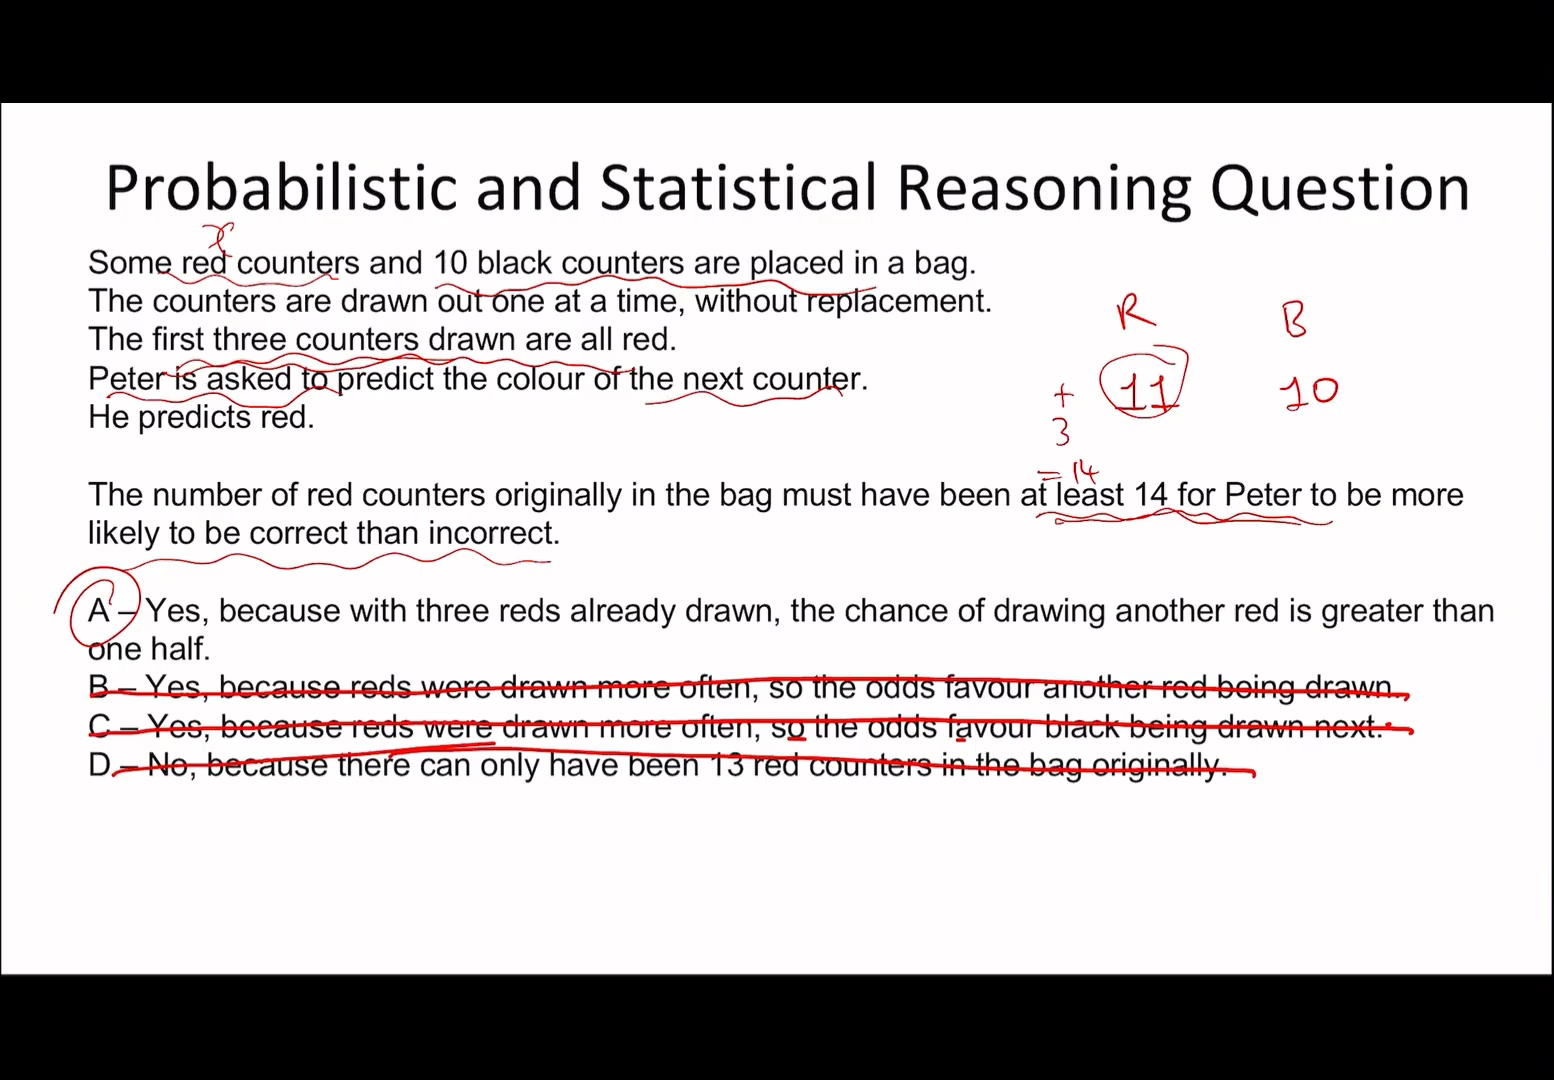 Probabilistic and Statistical Reasoning Question
x
Some red counters and 10 black counters are placed in a bag.
The counters are drawn out one at a time, without replacement.
The first three counters drawn are all red.
Peter is asked to predict the colour of the next counter.
He predicts red.
R B
11 10
+
3
= 14
The number of red counters originally in the bag must have been at least 14 for Peter to be more
likely to be correct than incorrect.
A – Yes, because with three reds already drawn, the chance of drawing another red is greater than
one half.
B – Yes, because reds were drawn more often, so the odds favour another red being drawn.
C – Yes, because reds were drawn more often, so the odds favour black being drawn next.
D – No, because there can only have been 13 red counters in the bag originally.